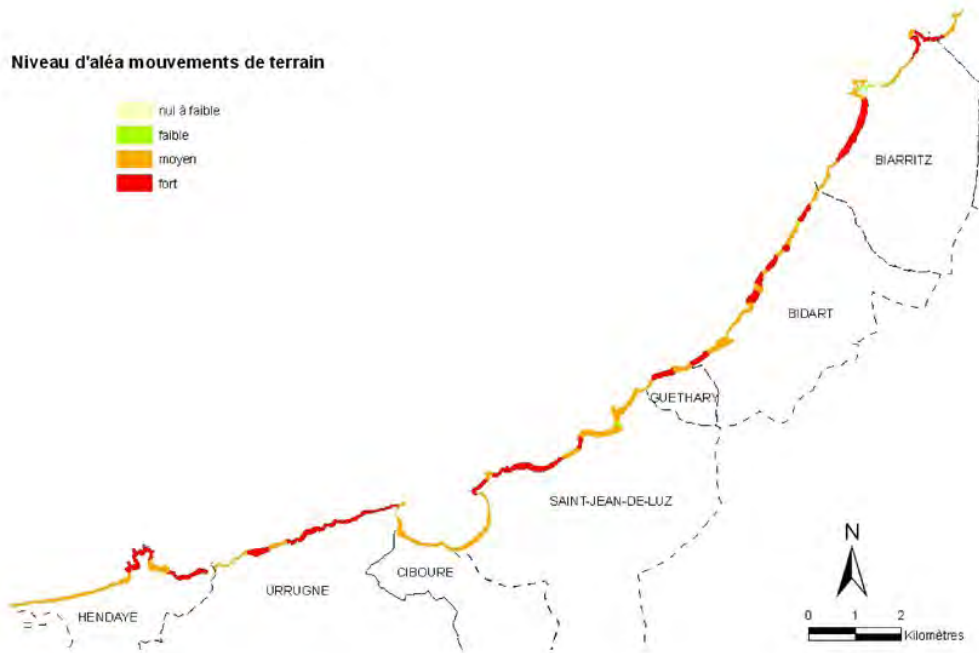 Niveau d'aléa mouvements de terrain
nul à faible
faible
moyen
fort
BIARRITZ
BIDART
GUETHARY
SAINT-JEAN-DE-LUZ
CIBOURE
URRUGNE
HENDAYE
N
0 1 2
Kilomètres